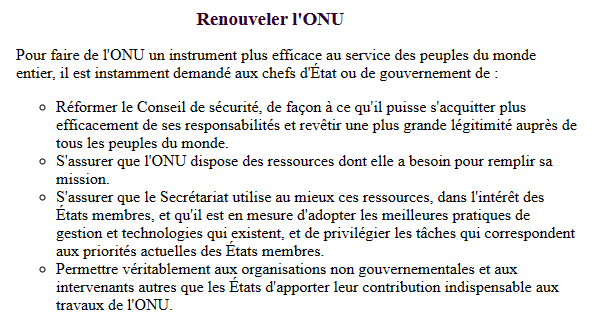 Renouveler l'ONU
Pour faire de l'ONU un instrument plus efficace au service des peuples du monde
entier, il est instamment demandé aux chefs d'État ou de gouvernement de :
Réformer le Conseil de sécurité, de façon à ce qu'il puisse s'acquitter plus
efficacement de ses responsabilités et revêtir une plus grande légitimité auprès de
tous les peuples du monde.
S'assurer que l'ONU dispose des ressources dont elle a besoin pour remplir sa
mission.
S'assurer que le Secrétariat utilise au mieux ces ressources, dans l'intérêt des
États membres, et qu'il est en mesure d'adopter les meilleures pratiques de
gestion et technologies qui existent, et de privilégier les tâches qui correspondent
aux priorités actuelles des États membres.
Permettre véritablement aux organisations non gouvernementales et aux
intervenants autres que les États d'apporter leur contribution indispensable aux
travaux de l'ONU.